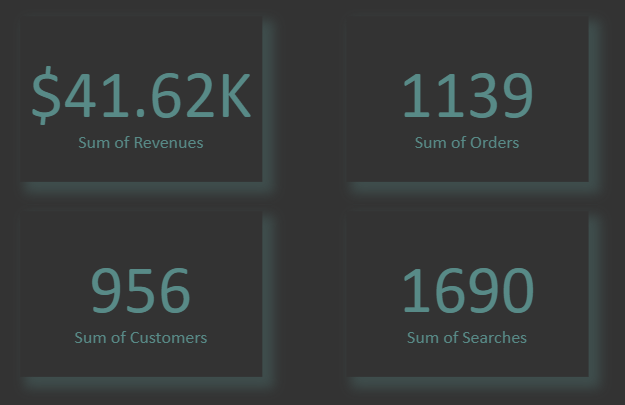 $41.62K
Sum of Revenues
1139
Sum of Orders
956
Sum of Customers
1690
Sum of Searches